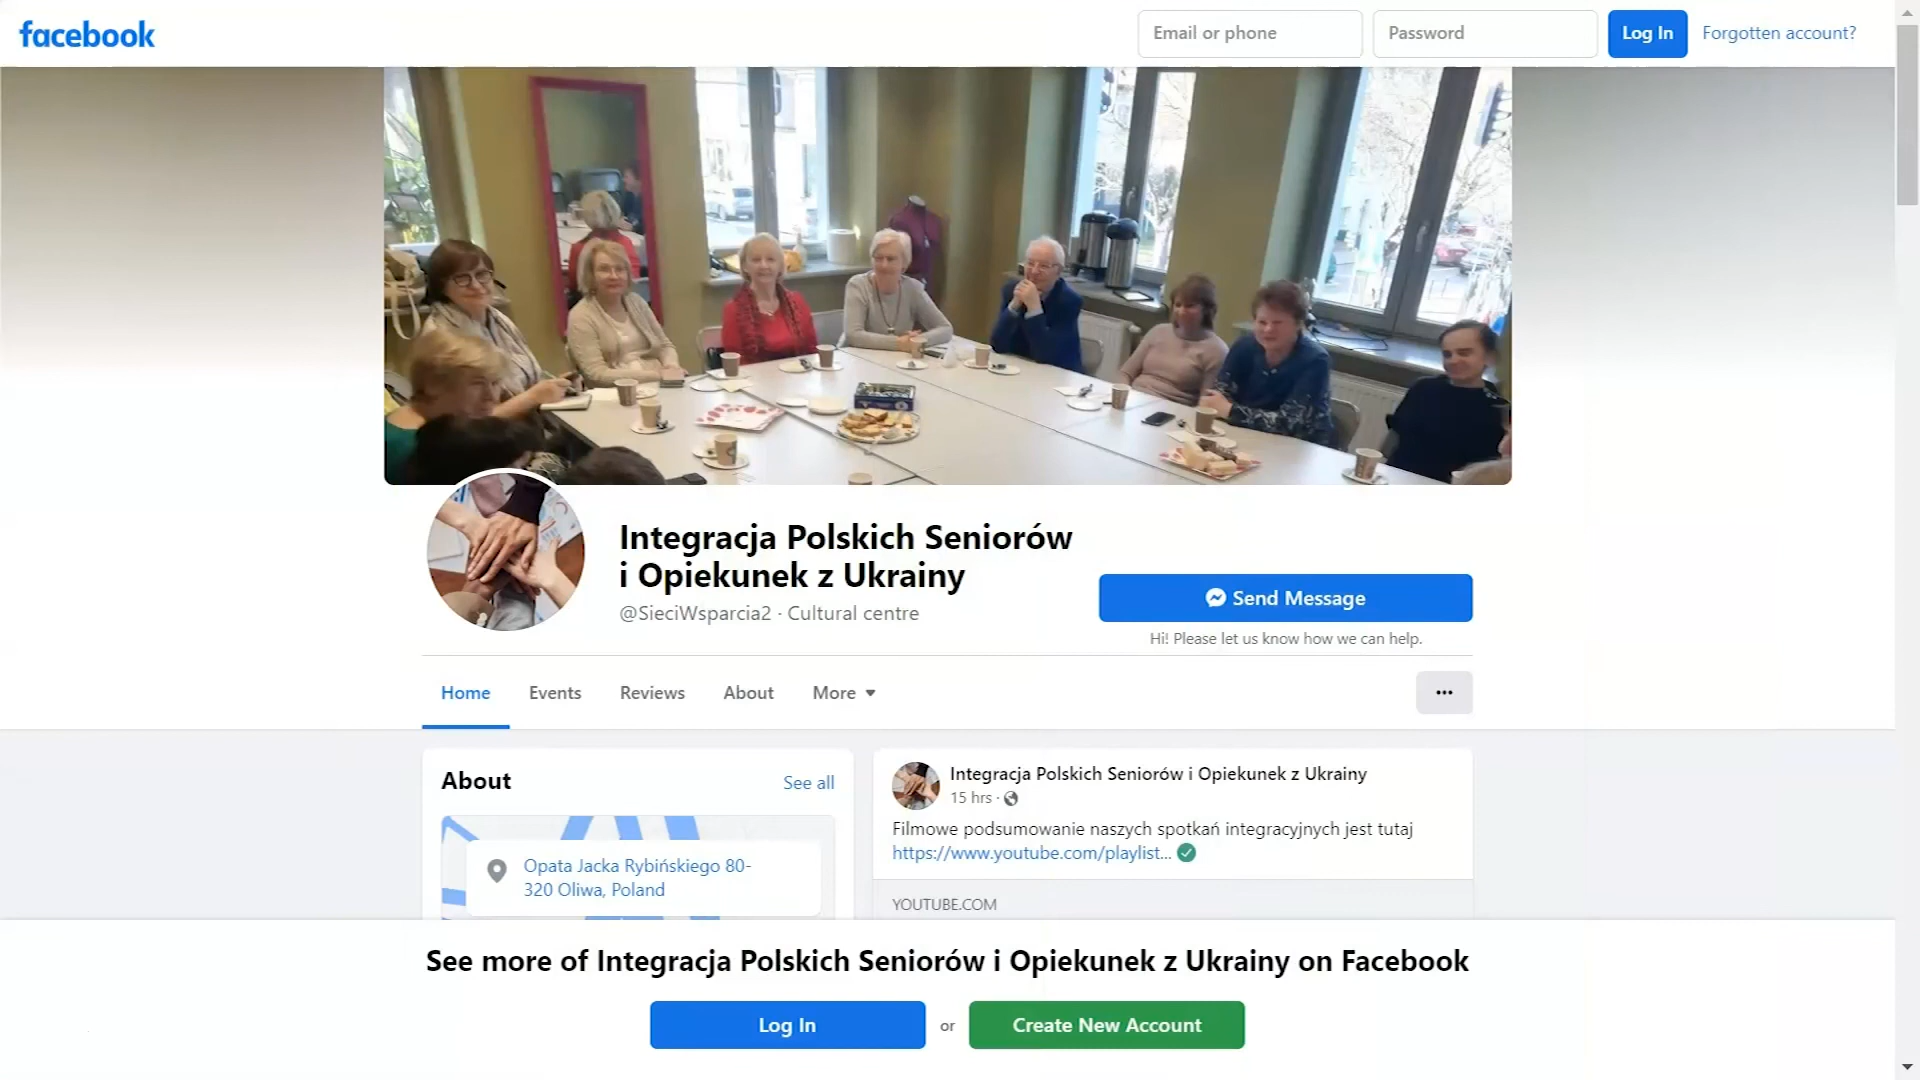 facebook
Email or phone
Password
Log In
Forgotten account?
Integracja Polskich Seniorów
i Opiekunek z Ukrainy
@SieciWsparcia2 · Cultural centre
Send Message
Hi! Please let us know how we can help.
Home
Events
Reviews
About
More
About
See all
Opata Jacka Rybińskiego 80-
320 Oliwa, Poland
Integracja Polskich Seniorów i Opiekunek z Ukrainy
15 hrs ·
Filmowe podsumowanie naszych spotkań integracyjnych jest tutaj
https://www.youtube.com/playlist...
YOUTUBE.COM
See more of Integracja Polskich Seniorów i Opiekunek z Ukrainy on Facebook
Log In
or
Create New Account